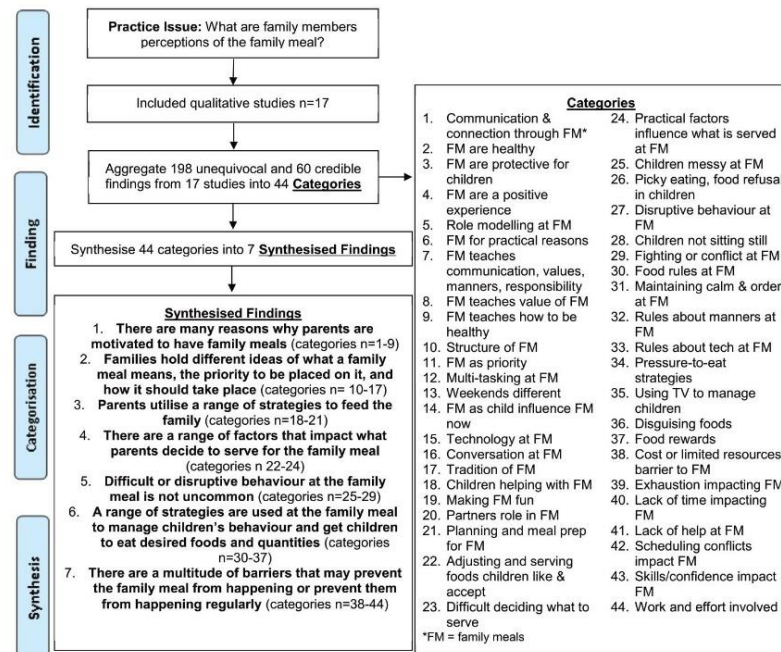 Identification
Practice Issue: What are family members
perceptions of the family meal?
Included qualitative studies n=17
Aggregate 198 unequivocal and 60 credible
findings from 17 studies into 44 Categories
Finding
Synthesise 44 categories into 7 Synthesised Findings
Categorisation
Synthesis
Synthesised Findings
1. There are many reasons why parents are
motivated to have family meals (categories n=1-9)
2. Families hold different ideas of what a family
meal means, the priority to be placed on it, and
how it should take place (categories n= 10-17)
3. Parents utilise a range of strategies to feed the
family (categories n=18-21)
4. There are a range of factors that impact what
parents decide to serve for the family meal
(categories n 22-24)
5. Difficult or disruptive behaviour at the family
meal is not uncommon (categories n=25-29)
6. A range of strategies are used at the family meal
to manage children's behaviour and get children
to eat desired foods and quantities (categories
n=30-37)
7. There are a multitude of barriers that may prevent
the family meal from happening or prevent them
from happening regularly (categories n=38-44)
Categories
1. Communication &
connection through FM*
2. FM are healthy
3. FM are protective for
children
4. FM are a positive
experience
5. Role modelling at FM
6. FM for practical reasons
7. FM teaches
communication, values,
manners, responsibility
8. FM teaches value of FM
9. FM teaches how to be
healthy
10. Structure of FM
11. FM as priority
12. Multi-tasking at FM
13. Weekends different
14. FM as child influence FM
now
15. Technology at FM
16. Conversation at FM
17. Tradition of FM
18. Children helping with FM
19. Making FM fun
20. Partners role in FM
21. Planning and meal prep
for FM
22. Adjusting and serving
foods children like &
accept
23. Difficult deciding what to
serve
*FM = family meals
24. Practical factors
influence what is served
at FM
25. Children messy at FM
26. Picky eating, food refusal
in children
27. Disruptive behaviour at
FM
28. Children not sitting still
29. Fighting or conflict at FM
30. Food rules at FM
31. Maintaining calm & order
at FM
32. Rules about manners at
FM
33. Rules about tech at FM
34. Pressure-to-eat
strategies
35. Using TV to manage
children
36. Disguising foods
37. Food rewards
38. Cost or limited resources
barrier to FM
39. Exhaustion impacting FM
40. Lack of time impacting
FM
41. Lack of help at FM
42. Scheduling conflicts
impact FM
43. Skills/confidence impact
FM
44. Work and effort involved